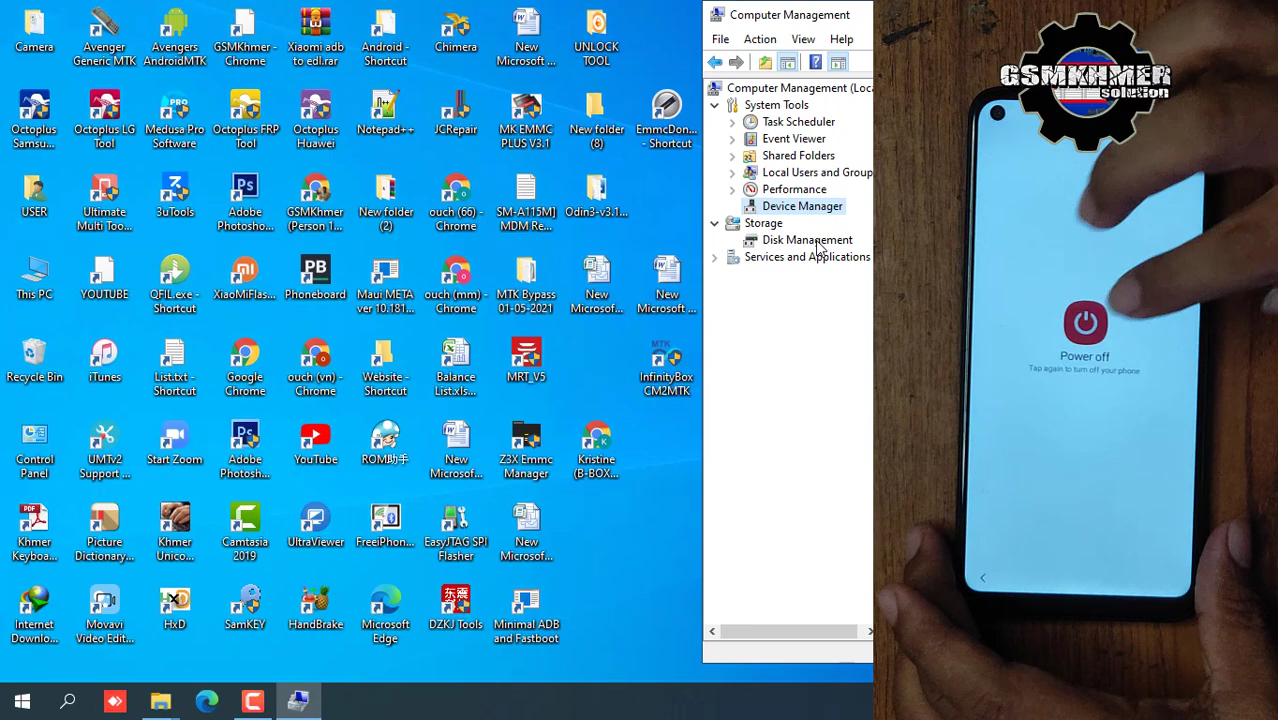 Camera
Avenger
Generic MTK
Avengers
AndroidMTK
GSMKhmer -
Chrome
Xiaomi adb
to edl.rar
Android -
Shortcut
Chimera
New
Microsoft ...
UNLOCK
TOOL
Octoplus
Samsu...
Octoplus LG
Tool
Medusa Pro
Software
Octoplus FRP
Tool
Octoplus
Huawei
Notepad++
JCRepair
MK EMMC
PLUS V3.1
New folder
(8)
EmmcDon...
- Shortcut
USER
Ultimate
Multi Too...
3uTools
Adobe
Photosho...
GSMKhmer
(Person 1...
New folder
(2)
ouch (66) -
Chrome
SM-A115M]
MDM Re...
Odin3-v3.1...
This PC
YOUTUBE
QFIL.exe -
Shortcut
XiaoMiFlas...
Phoneboard
Maui META
ver 10.181...
ouch (mm) -
Chrome
MTK Bypass
01-05-2021
New
Microsof...
New
Microsoft ...
Recycle Bin
iTunes
List.txt -
Shortcut
Google
Chrome
ouch (vn) -
Chrome
Website -
Shortcut
Balance
List.xls...
MRT_V5
InfinityBox
CM2MTK
Control
Panel
UMTv2
Support ...
Start Zoom
Adobe
Photosh...
YouTube
ROM助手
New
Microsof...
Z3X Emmc
Manager
Kristine
(B-BOX...
Khmer
Keyboa...
Picture
Dictionary...
Khmer
Unico...
Camtasia
2019
UltraViewer
FreeiPhon...
EasyJTAG SPI
Flasher
New
Microsof...
Internet
Downlo...
Movavi
Video Edit...
HxD
SamKEY
HandBrake
Microsoft
Edge
DZKJ Tools
Minimal ADB
and Fastboot
Computer Management
File Action View Help
Computer Management (Loca
System Tools
Task Scheduler
Event Viewer
Shared Folders
Local Users and Group
Performance
Device Manager
Storage
Disk Management
Services and Applications
GSMKHMER
solution
Power off
Tap again to turn off your phone